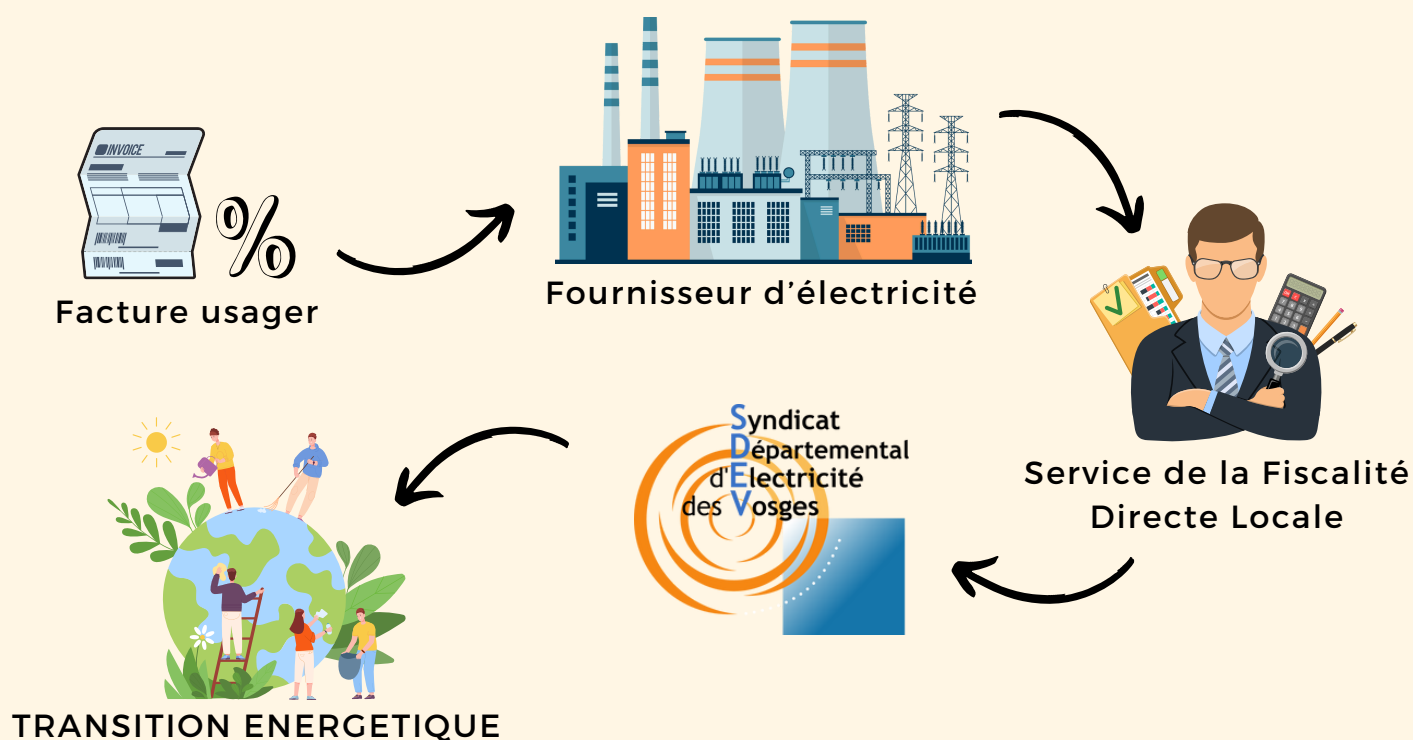 INVOICE
%
Facture usager
Fournisseur d'électricité
Service de la Fiscalité
Directe Locale
Syndicat
Départemental
d'Electricité
des Vosges
TRANSITION ENERGETIQUE